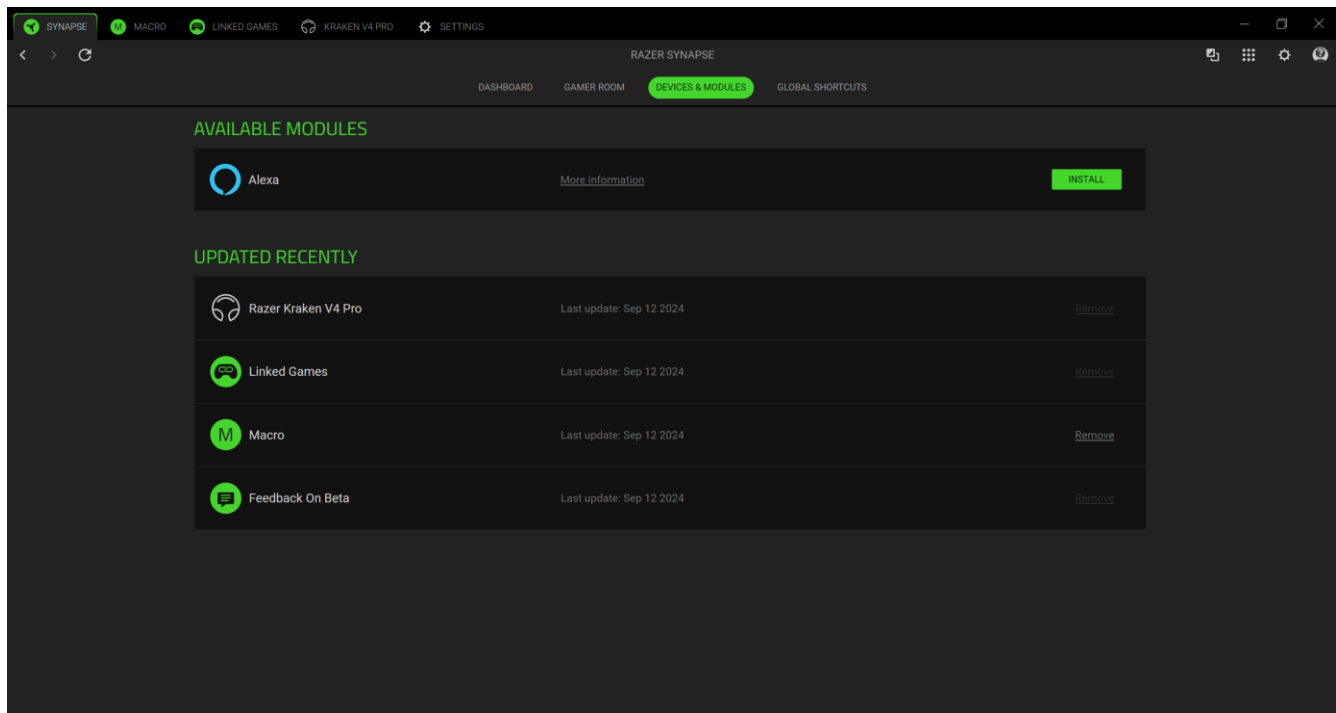 SYNAPSE M MACRO LINKED GAMES KRAKEN V4 PRO SETTINGS
RAZER SYNAPSE
DASHBOARD GAMER ROOM DEVICES & MODULES GLOBAL SHORTCUTS
AVAILABLE MODULES
Alexa More information INSTALL
UPDATED RECENTLY
Razer Kraken V4 Pro Last update: Sep 12 2024 Remove
Linked Games Last update: Sep 12 2024 Remove
M Macro Last update: Sep 12 2024 Remove
Feedback On Beta Last update: Sep 12 2024 Remove